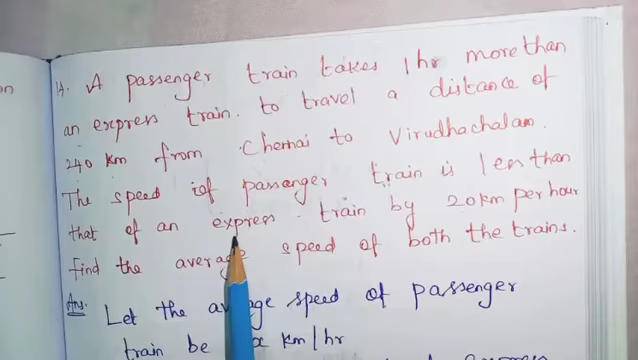 14. A passenger train takes 1hr more than
an express train to travel a distance of
240 km from Chennai to Virudhachalam.
The speed of passanger train is less than
that of an express train by 20km per hour
find the average speed of both the trains.
Ans. Let the average speed of passenger
train be x km/hr